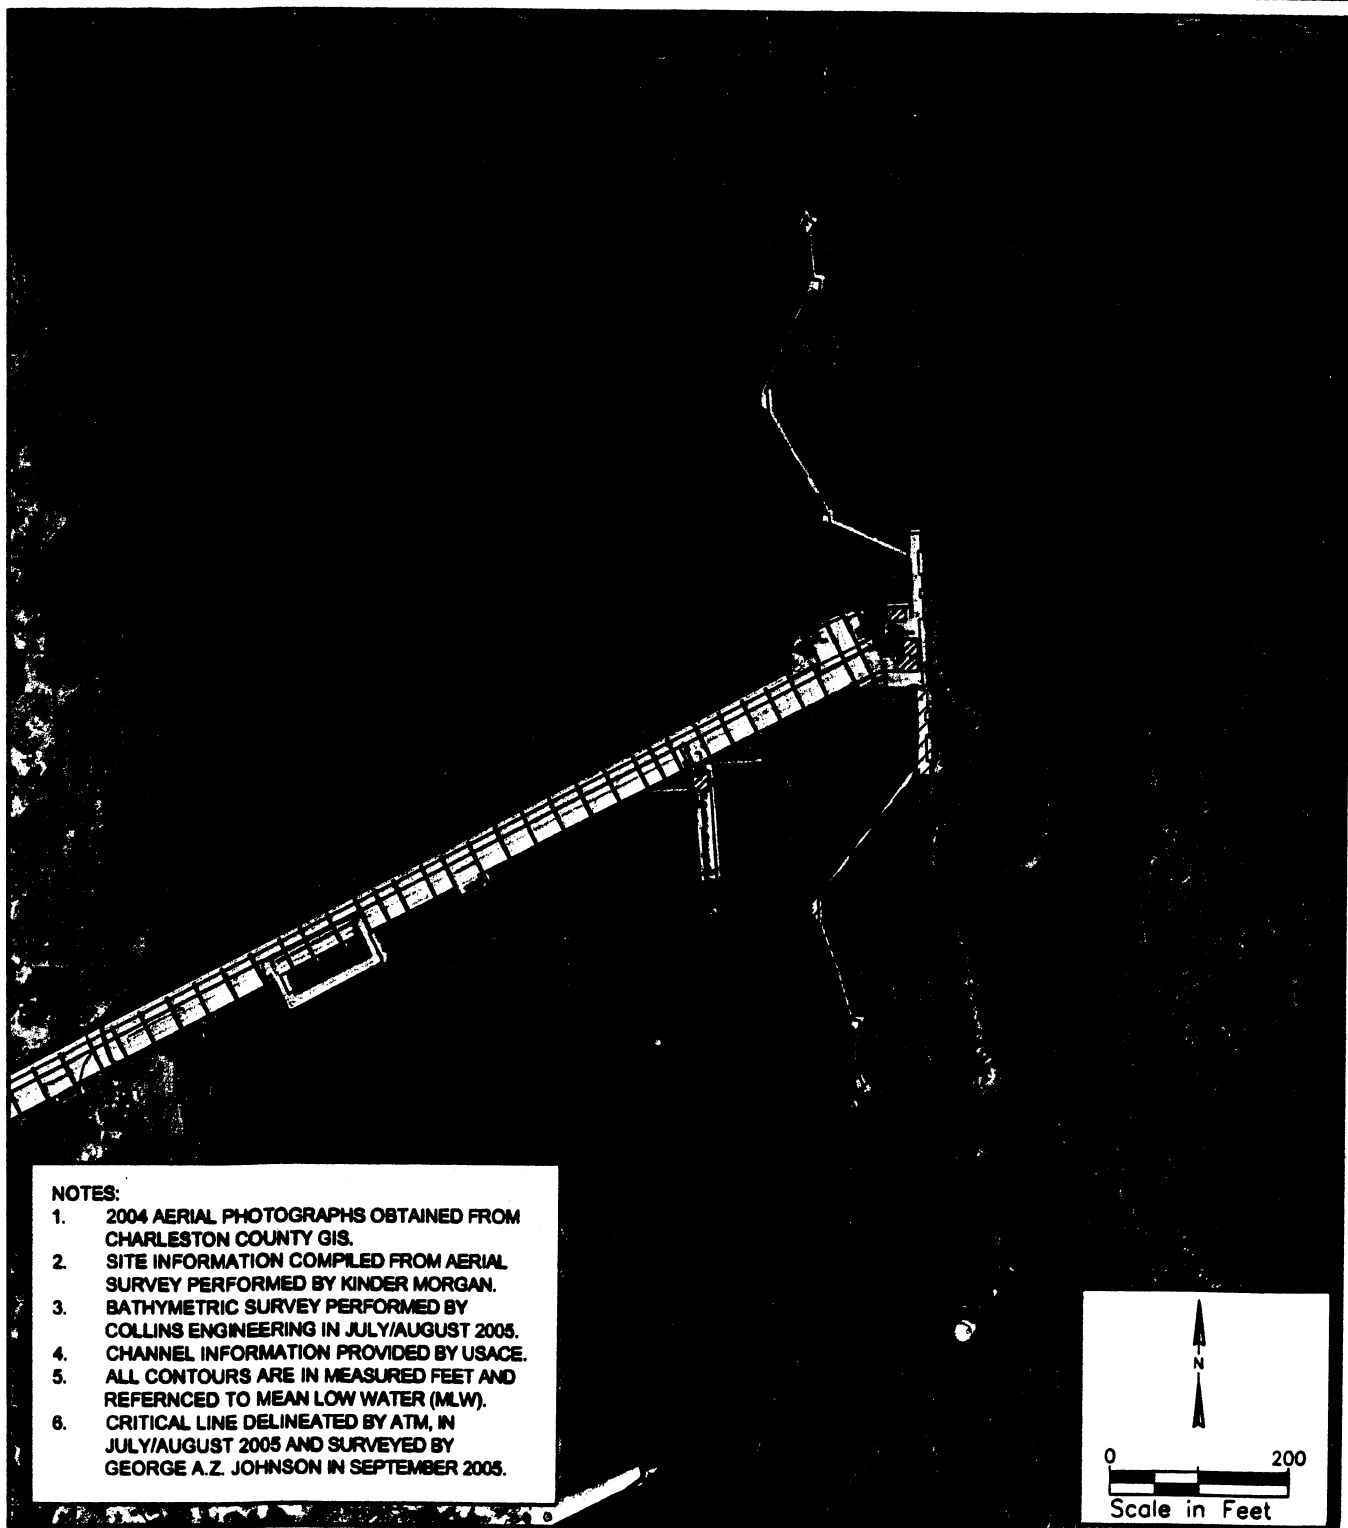 NOTES:
1. 2004 AERIAL PHOTOGRAPHS OBTAINED FROM
CHARLESTON COUNTY GIS.
2. SITE INFORMATION COMPILED FROM AERIAL
SURVEY PERFORMED BY KINDER MORGAN.
3. BATHYMETRIC SURVEY PERFORMED BY
COLLINS ENGINEERING IN JULY/AUGUST 2005.
4. CHANNEL INFORMATION PROVIDED BY USACE.
5. ALL CONTOURS ARE IN MEASURED FEET AND
REFERNCED TO MEAN LOW WATER (MLW).
6. CRITICAL LINE DELINEATED BY ATM, IN
JULY/AUGUST 2005 AND SURVEYED BY
GEORGE A.Z. JOHNSON IN SEPTEMBER 2005.
N
0 200
Scale in Feet